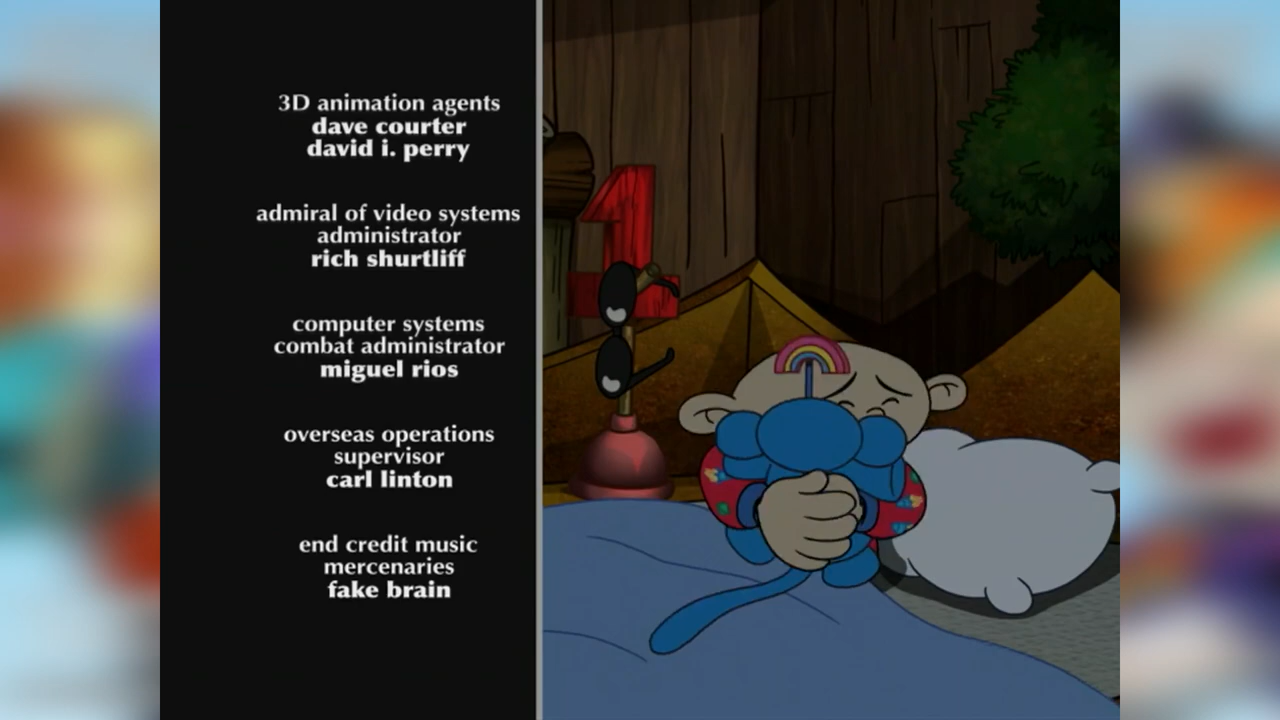 3D animation agents
dave courter
david i. perry
admiral of video systems
administrator
rich shurtliff
computer systems
combat administrator
miguel rios
overseas operations
supervisor
carl linton
end credit music
mercenaries
fake brain
1